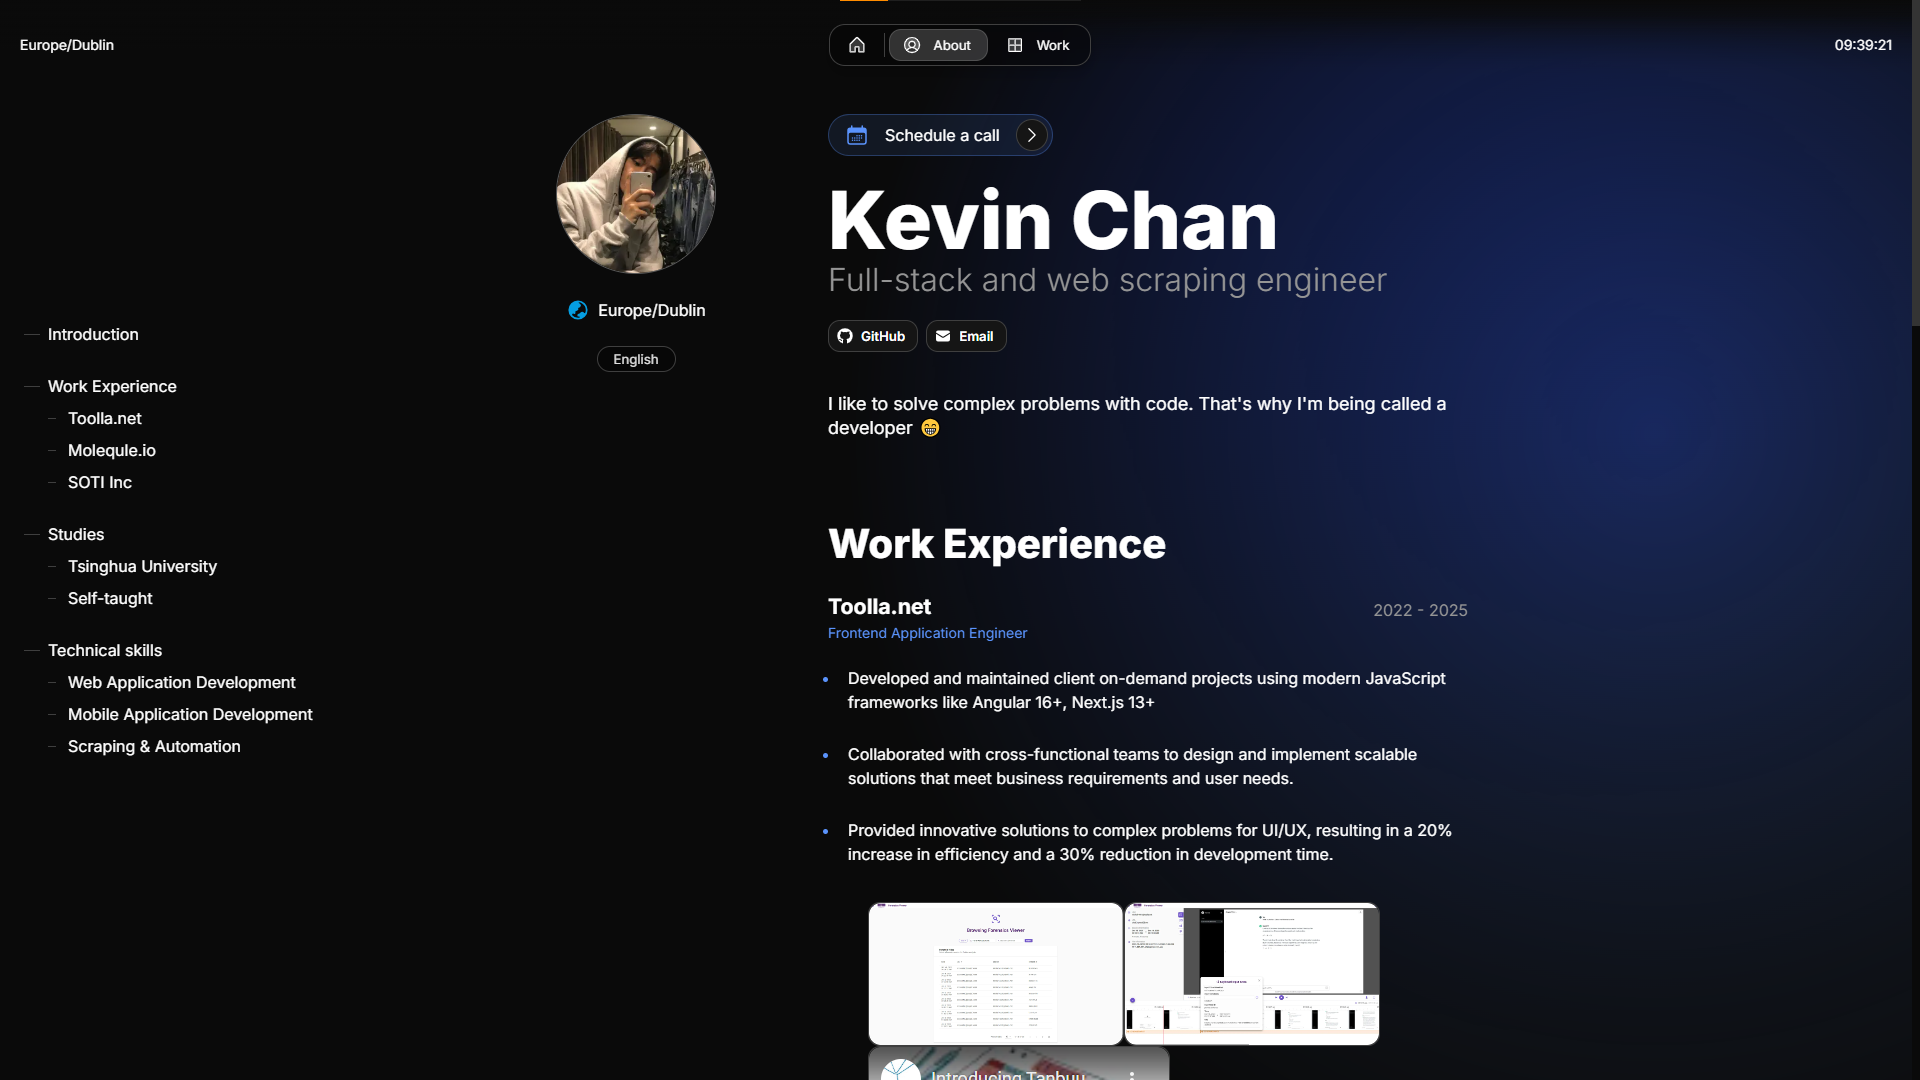 Europe/Dublin
About
Work
09:39:21
Schedule a call
Kevin Chan
Full-stack and web scraping engineer
GitHub
Email
Europe/Dublin
English
I like to solve complex problems with code. That's why I'm being called a
developer 😁
Introduction
Work Experience
Toolla.net
Molequle.io
SOTI Inc
Studies
Tsinghua University
Self-taught
Technical skills
Web Application Development
Mobile Application Development
Scraping & Automation
Work Experience
Toolla.net
2022 - 2025
Frontend Application Engineer
Developed and maintained client on-demand projects using modern JavaScript
frameworks like Angular 16+, Next.js 13+
Collaborated with cross-functional teams to design and implement scalable
solutions that meet business requirements and user needs.
Provided innovative solutions to complex problems for UI/UX, resulting in a 20%
increase in efficiency and a 30% reduction in development time.
Browsing Forensics Viewer
Introducing Tanbuu